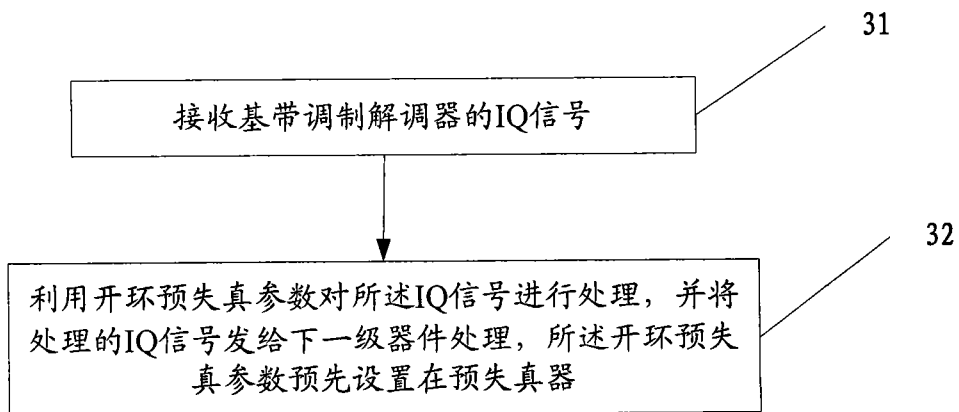 31
接收基带调制解调器的IQ信号
32
利用开环预失真参数对所述IQ信号进行处理，并将
处理的IQ信号发给下一级器件处理，所述开环预失
真参数预先设置在预失真器